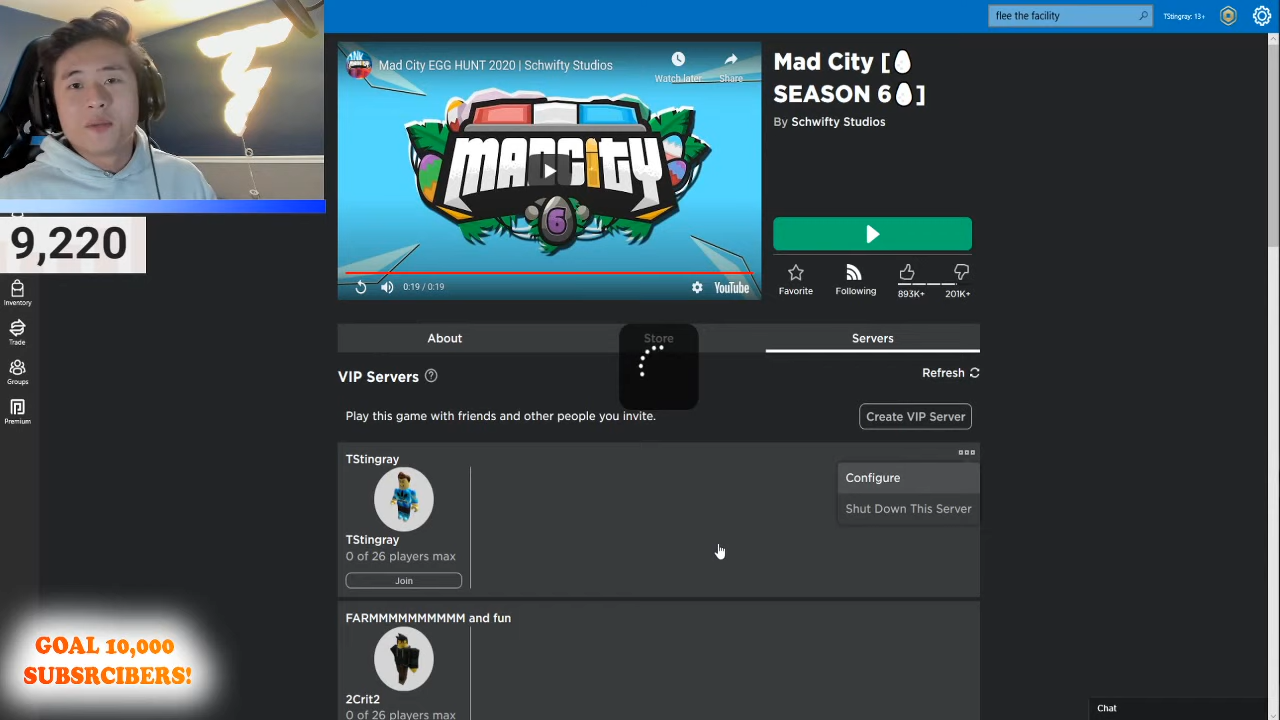 flee the facility
TStingray: 13+
Mad City EGG HUNT 2020 | Schwifty Studios
Watch later
Share
MADCITY
6
0:19 / 0:19
YouTube
Mad City [
SEASON 6 ]
By Schwifty Studios
Favorite
Following
893K+
201K+
9,220
Inventory
Trade
Groups
Premium
About
Store
Servers
VIP Servers
Refresh
Play this game with friends and other people you invite.
Create VIP Server
TStingray
Configure
Shut Down This Server
TStingray
0 of 26 players max
Join
FARMMMMMMMMMM and fun
2Crit2
0 of 26 players max
GOAL 10,000
SUBSRCIBERS!
Chat